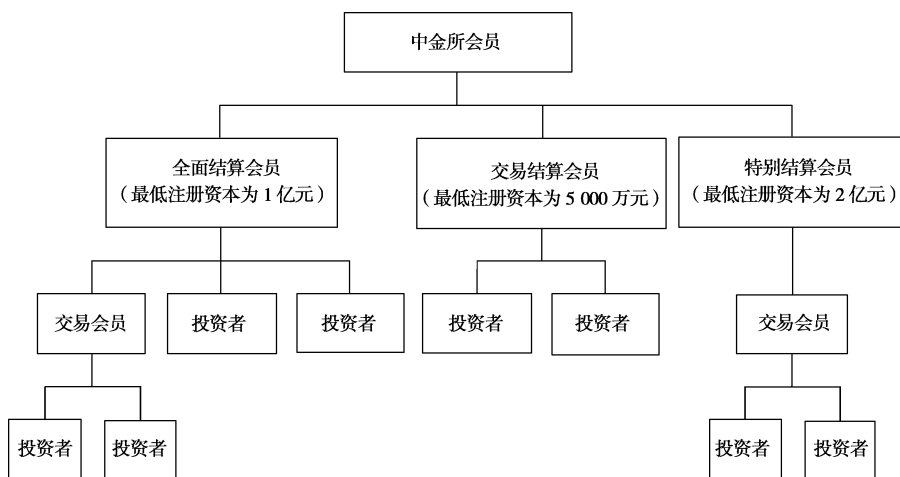 中金所会员
全面结算会员
（最低注册资本为1亿元）
交易结算会员
（最低注册资本为5 000万元）
特别结算会员
（最低注册资本为2亿元）
交易会员
投资者
投资者
投资者
投资者
交易会员
投资者
投资者
投资者
投资者